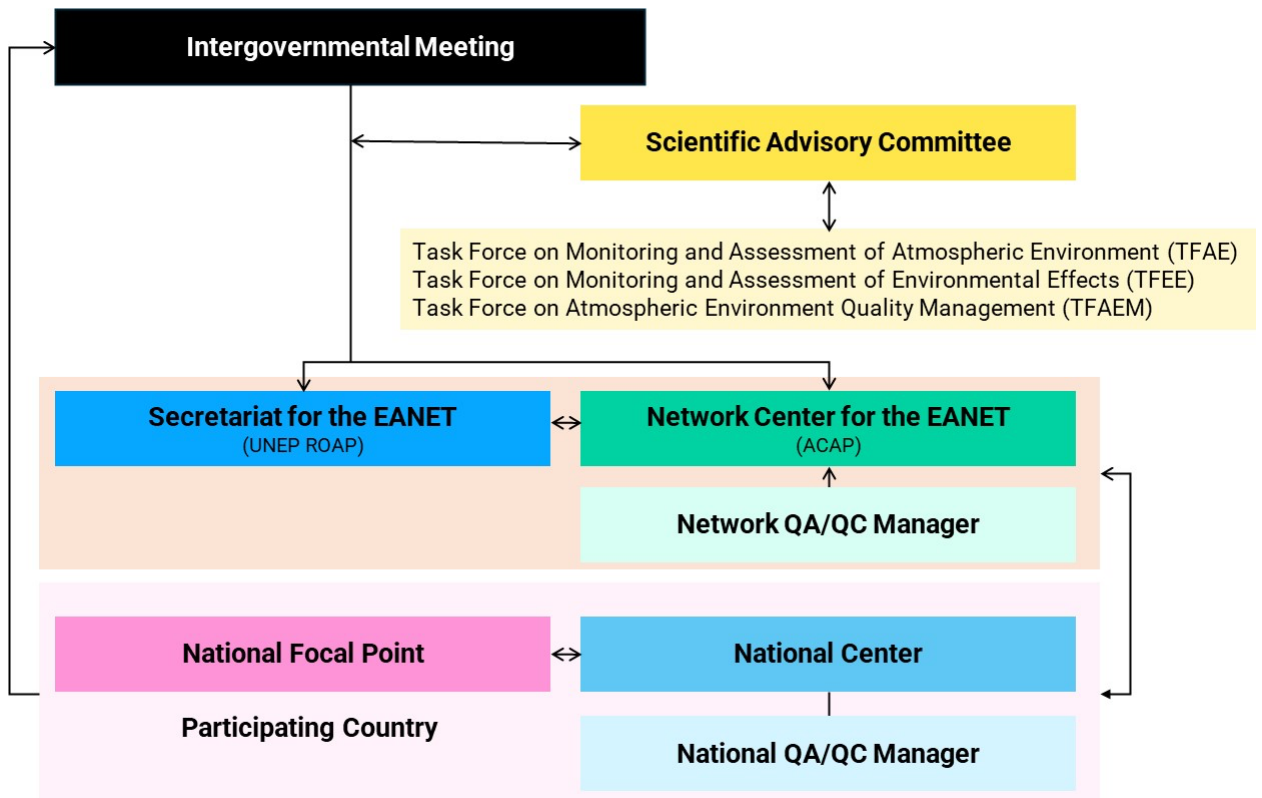 Intergovernmental Meeting
Scientific Advisory Committee
Task Force on Monitoring and Assessment of Atmospheric Environment (TFAE)
Task Force on Monitoring and Assessment of Environmental Effects (TFEE)
Task Force on Atmospheric Environment Quality Management (TFAEM)
Secretariat for the EANET
(UNEP ROAP)
Network Center for the EANET
(ACAP)
Network QA/QC Manager
National Focal Point
National Center
Participating Country
National QA/QC Manager